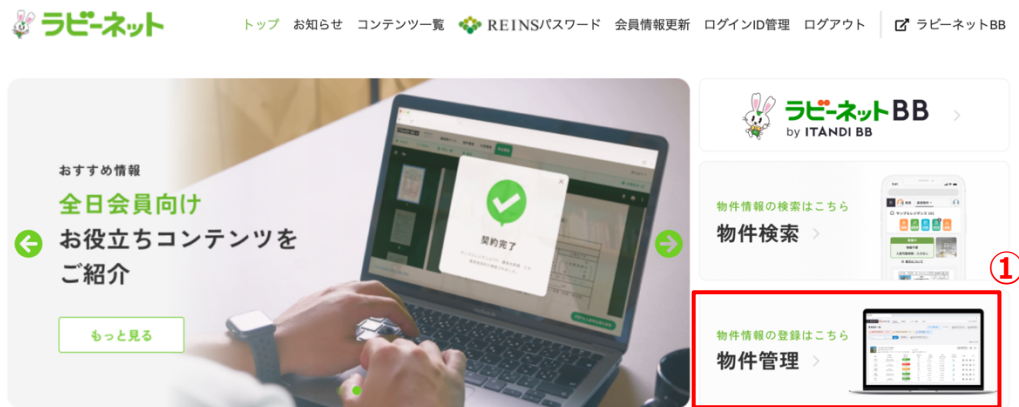 ラビーネット
トップ
お知らせ
コンテンツ一覧
REINSパスワード
会員情報更新
ログインID管理
ログアウト
ラビーネットBB
おすすめ情報
全日会員向け
お役立ちコンテンツを
ご紹介
もっと見る
契約完了
ラビーネットBB
by ITANDI BB
物件情報の検索はこちら
物件検索
①
物件情報の登録はこちら
物件管理